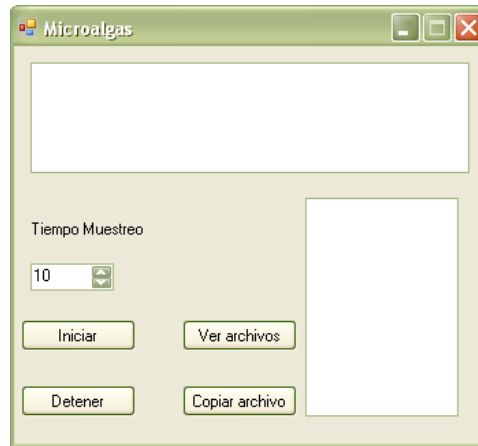 Microalgas
Tiempo Muestreo
10
Iniciar
Ver archivos
Detener
Copiar archivo